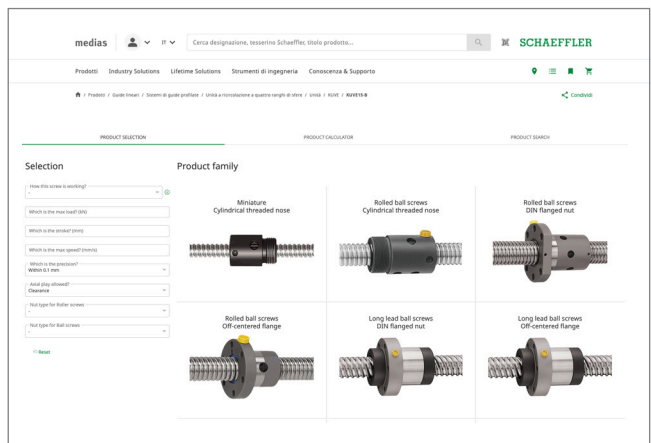 medias
IT
Cerca designazione, tesserino Schaeffler, titolo prodotto...
SCHAEFFLER
Prodotti Industry Solutions Lifetime Solutions Strumenti di ingegneria Conoscenza & Supporto
/ Prodotti / Guide lineari / Sistemi di guide profilate / Unità a ricircolazione a quattro ranghi di sfere / Unità / KUVE / KUVE15-B
Condividi
PRODUCT SELECTION
PRODUCT CALCULATOR
PRODUCT SEARCH
Selection
How this screw is working?
-
Which is the max load? (kN)
Which is the stroke? (mm)
Which is the max speed? (mm/s)
Which is the precision?
Within 0.1 mm
Axial play allowed?
Clearance
Nut type for Roller screws
-
Nut type for Ball screws
-
Reset
Product family
Miniature
Cylindrical threaded nose
Rolled ball screws
Cylindrical threaded nose
Rolled ball screws
DIN flanged nut
Rolled ball screws
Off-centered flange
Long lead ball screws
DIN flanged nut
Long lead ball screws
Off-centered flange